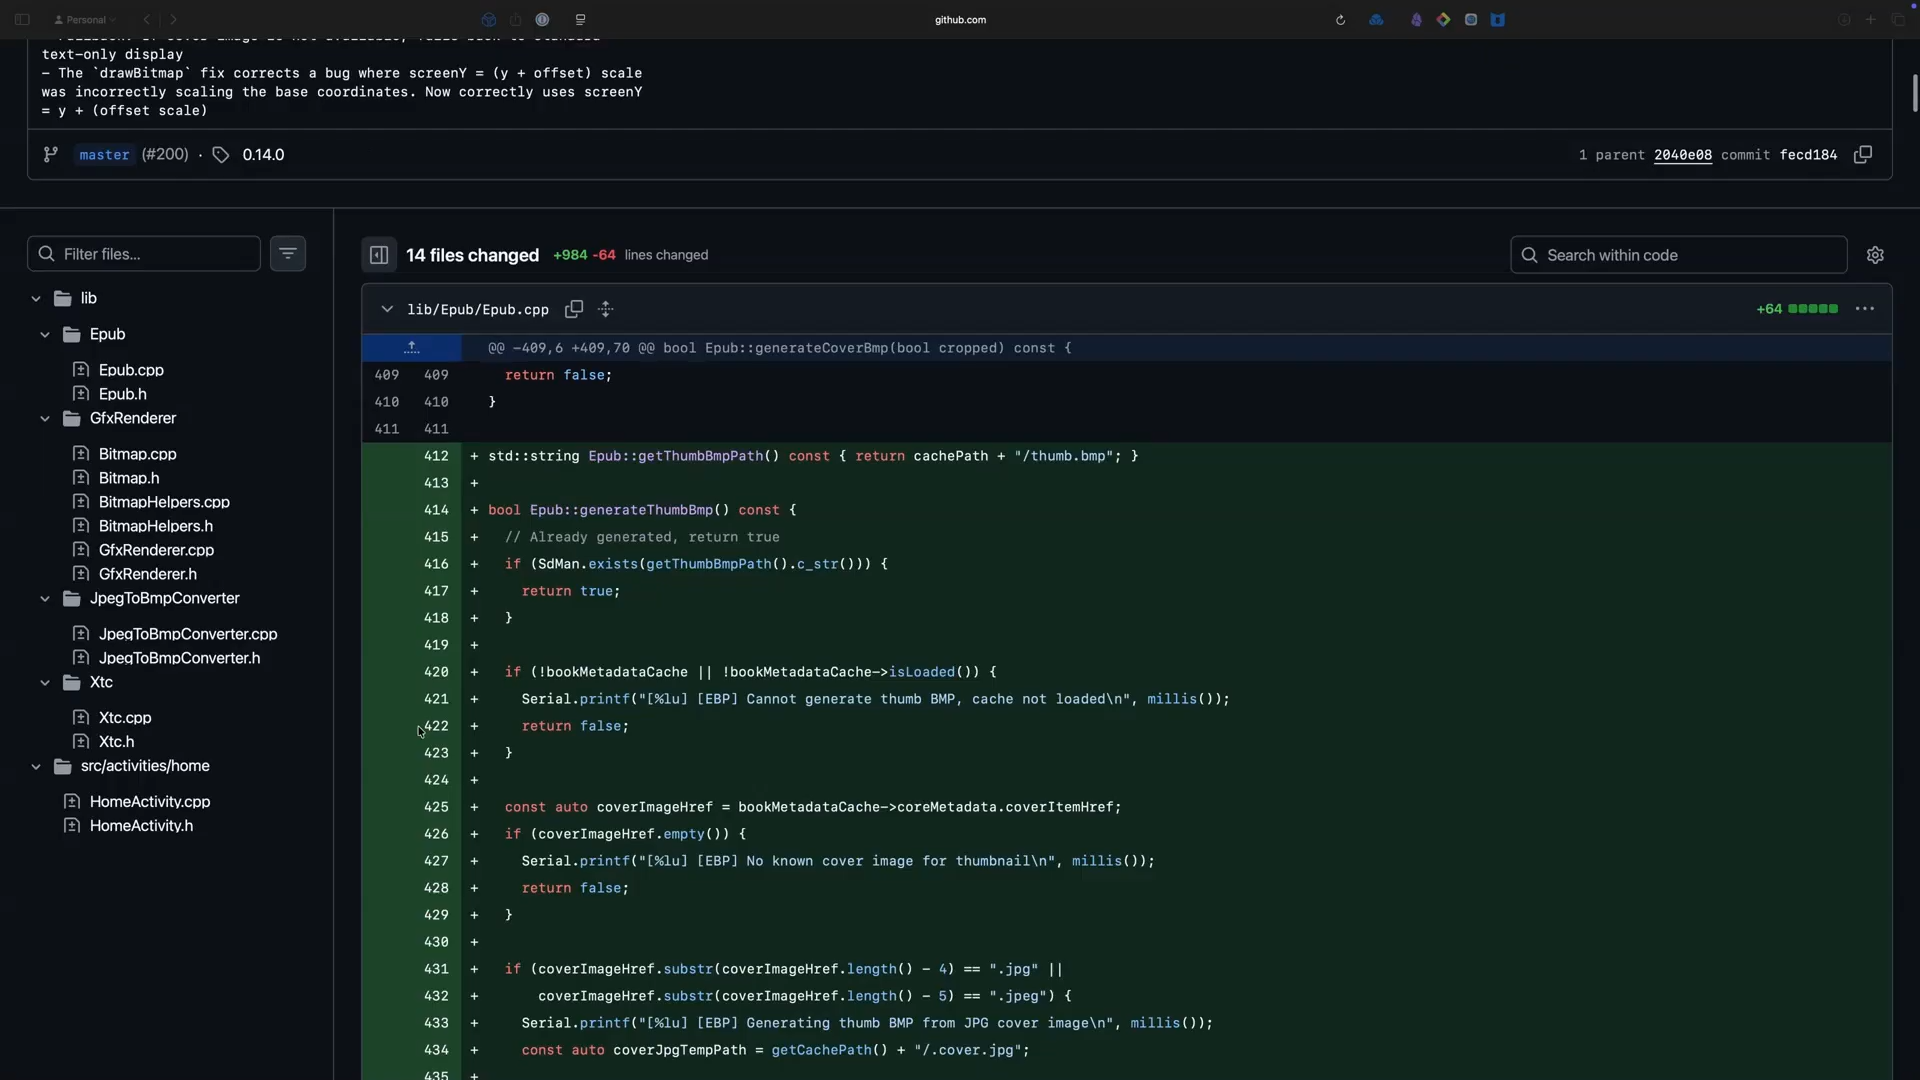 Personal
github.com
text-only display
- The `drawBitmap` fix corrects a bug where screenY = (y + offset) scale
was incorrectly scaling the base coordinates. Now correctly uses screenY
= y + (offset scale)
master (#200) · 0.14.0
1 parent 2040e08 commit fecd184
Filter files...
14 files changed +984 -64 lines changed
Search within code
lib
Epub
Epub.cpp
Epub.h
GfxRenderer
Bitmap.cpp
Bitmap.h
BitmapHelpers.cpp
BitmapHelpers.h
GfxRenderer.cpp
GfxRenderer.h
JpegToBmpConverter
JpegToBmpConverter.cpp
JpegToBmpConverter.h
Xtc
Xtc.cpp
Xtc.h
src/activities/home
HomeActivity.cpp
HomeActivity.h
lib/Epub/Epub.cpp
+64
@@ -409,6 +409,70 @@ bool Epub::generateCoverBmp(bool cropped) const {
409 409 return false;
410 410 }
411 411
412 + std::string Epub::getThumbBmpPath() const { return cachePath + "/thumb.bmp"; }
413 +
414 + bool Epub::generateThumbBmp() const {
415 + // Already generated, return true
416 + if (SdMan.exists(getThumbBmpPath().c_str())) {
417 + return true;
418 + }
419 +
420 + if (!bookMetadataCache || !bookMetadataCache->isLoaded()) {
421 + Serial.printf("[%lu] [EBP] Cannot generate thumb BMP, cache not loaded\n", millis());
422 + return false;
423 + }
424 +
425 + const auto coverImageHref = bookMetadataCache->coreMetadata.coverItemHref;
426 + if (coverImageHref.empty()) {
427 + Serial.printf("[%lu] [EBP] No known cover image for thumbnail\n", millis());
428 + return false;
429 + }
430 +
431 + if (coverImageHref.substr(coverImageHref.length() - 4) == ".jpg" ||
432 + coverImageHref.substr(coverImageHref.length() - 5) == ".jpeg") {
433 + Serial.printf("[%lu] [EBP] Generating thumb BMP from JPG cover image\n", millis());
434 + const auto coverJpgTempPath = getCachePath() + "/.cover.jpg";
435 +